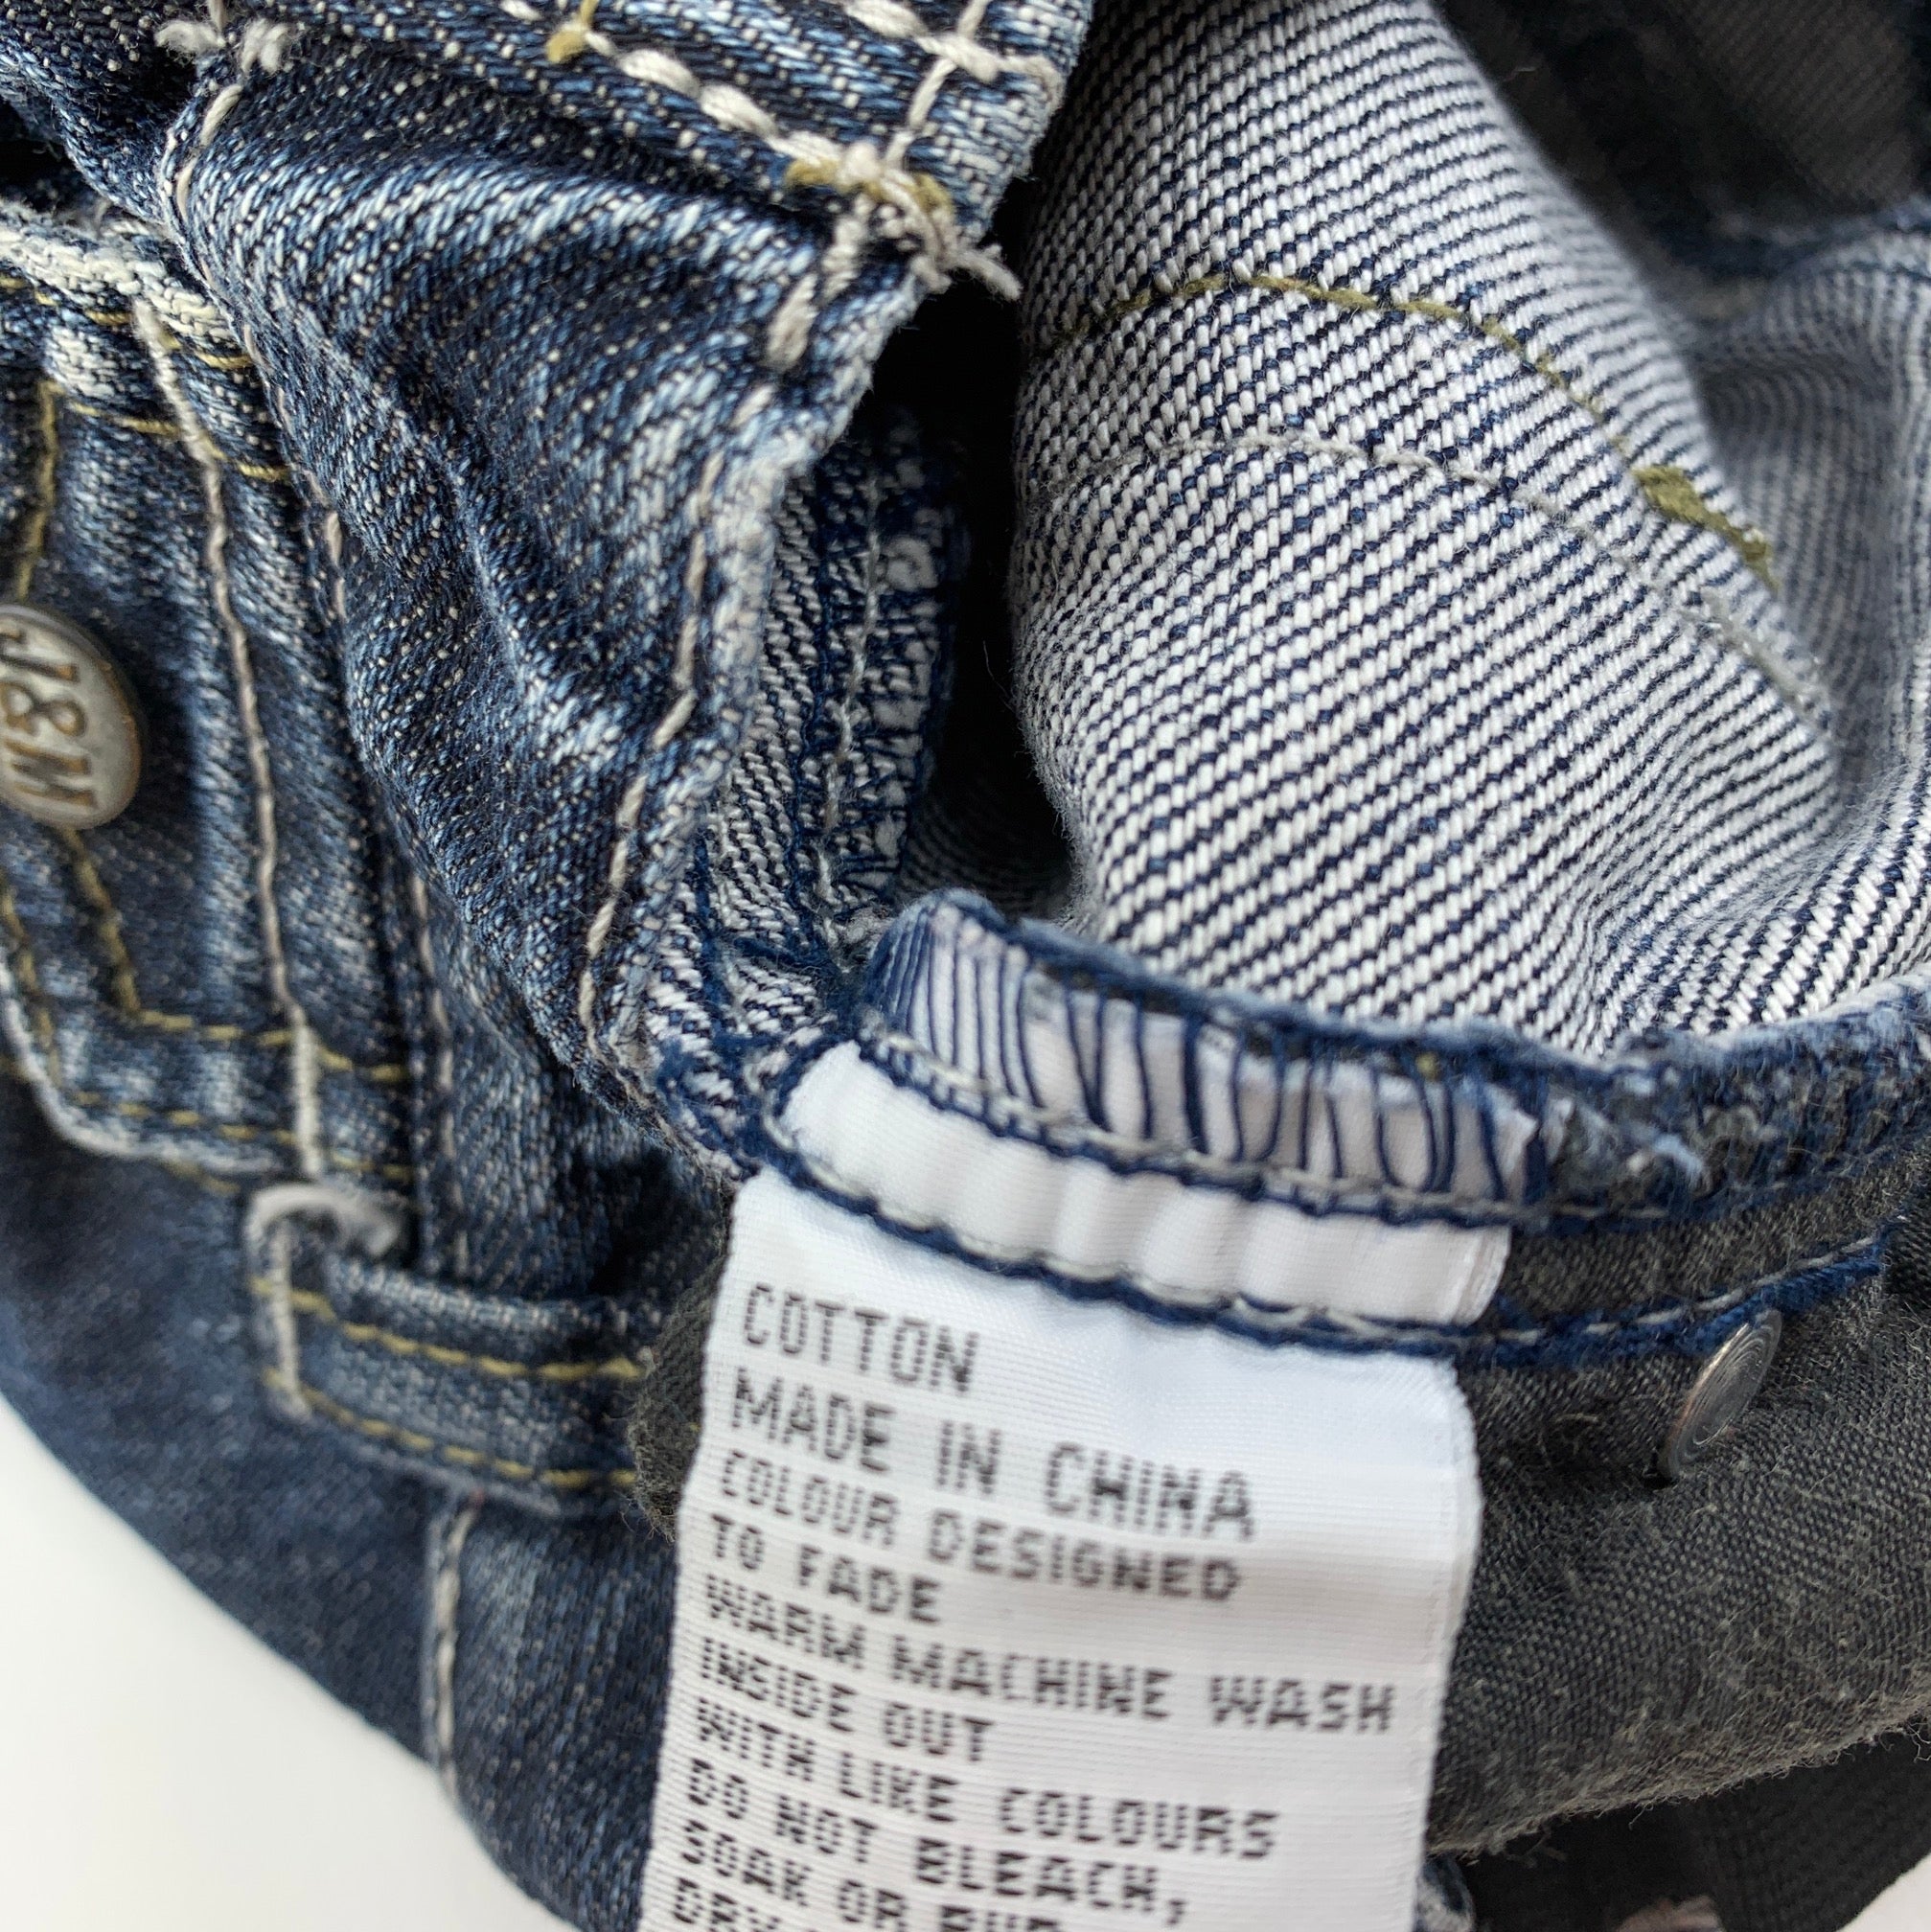 COTTON
MADE IN CHINA
COLOUR DESIGNED
TO FADE
WARM MACHINE WASH
INSIDE OUT
WITH LIKE COLOURS
DO NOT BLEACH,
SOAK OR RUB
DRY